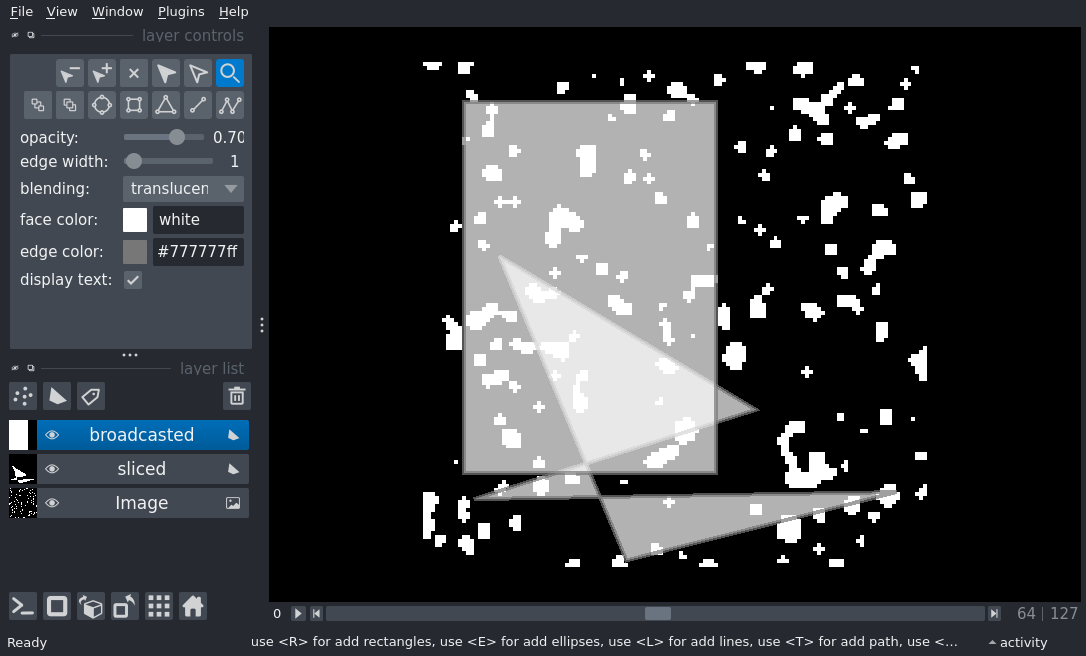 File View Window Plugins Help
layer controls
opacity: 0.70
edge width: 1
blending: translucen
face color: white
edge color: #777777ff
display text:
layer list
broadcasted
sliced
Image
0 64 127
Ready use <R> for add rectangles, use <E> for add ellipses, use <L> for add lines, use <T> for add path, use <... activity